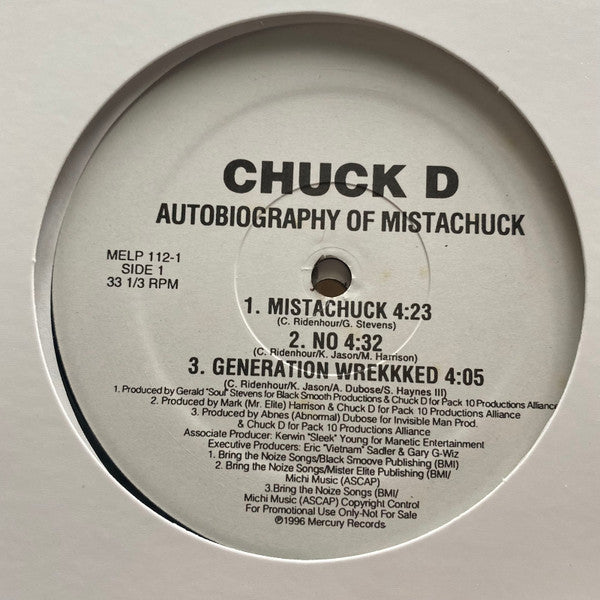 CHUCK D
AUTOBIOGRAPHY OF MISTACHUCK
MELP 112-1
SIDE 1
33 1/3 RPM
1. MISTACHUCK 4:23
(C. Ridenhour/G. Stevens)
2. NO 4:32
(C. Ridenhour/K. Jason/M. Harrison)
3. GENERATION WREKKKED 4:05
(C. Ridenhour/K. Jason/A. Dubose/S. Haynes III)
1. Produced by Gerald "Soul" Stevens for Black Smooth Productions & Chuck D for Pack 10 Productions Alliance
2. Produced by Mark (Mr. Elite) Harrison & Chuck D for Pack 10 Productions Alliance
3. Produced by Abnes (Abnormal) Dubose for Invisible Man Prod.
& Chuck D for Pack 10 Productions Alliance
Associate Producer: Kerwin "Sleek" Young for Manetic Entertainment
Executive Producers: Eric "Vietnam" Sadler & Gary G-Wiz
1. Bring the Noize Songs/Black Smoove Publishing (BMI)
2. Bring the Noize Songs/Mister Elite Publishing (BMI/
Michi Music (ASCAP)
3.Bring the Noize Songs (BMI/
Michi Music (ASCAP) Copyright Control
For Promotional Use Only-Not For Sale
℗1996 Mercury Records